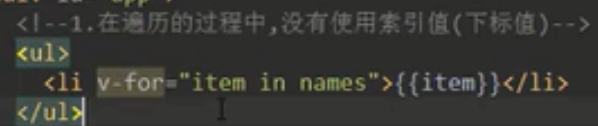 <!--1.在遍历的过程中,没有使用索引值(下标值)-->
<ul>
<li v-for="item in names">{{item}}</li>
</ul>